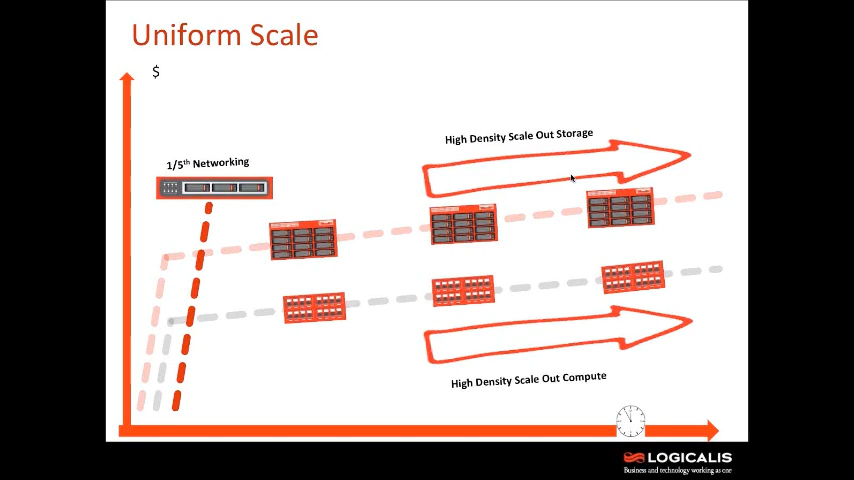 Uniform Scale
$
High Density Scale Out Storage
1/5th Networking
High Density Scale Out Compute
LOGICALIS
Business and technology working as one